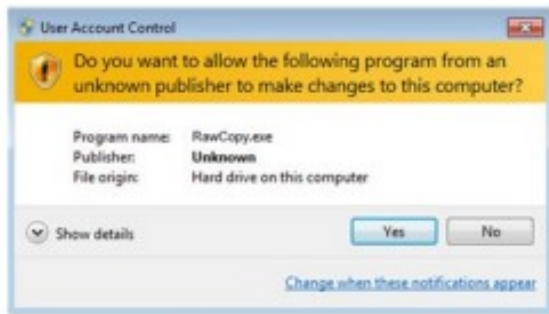 User Account Control
Do you want to allow the following program from an
unknown publisher to make changes to this computer?
Program name: RawCopy.exe
Publisher: Unknown
File origin: Hard drive on this computer
Show details
Yes No
Change when these notifications appear